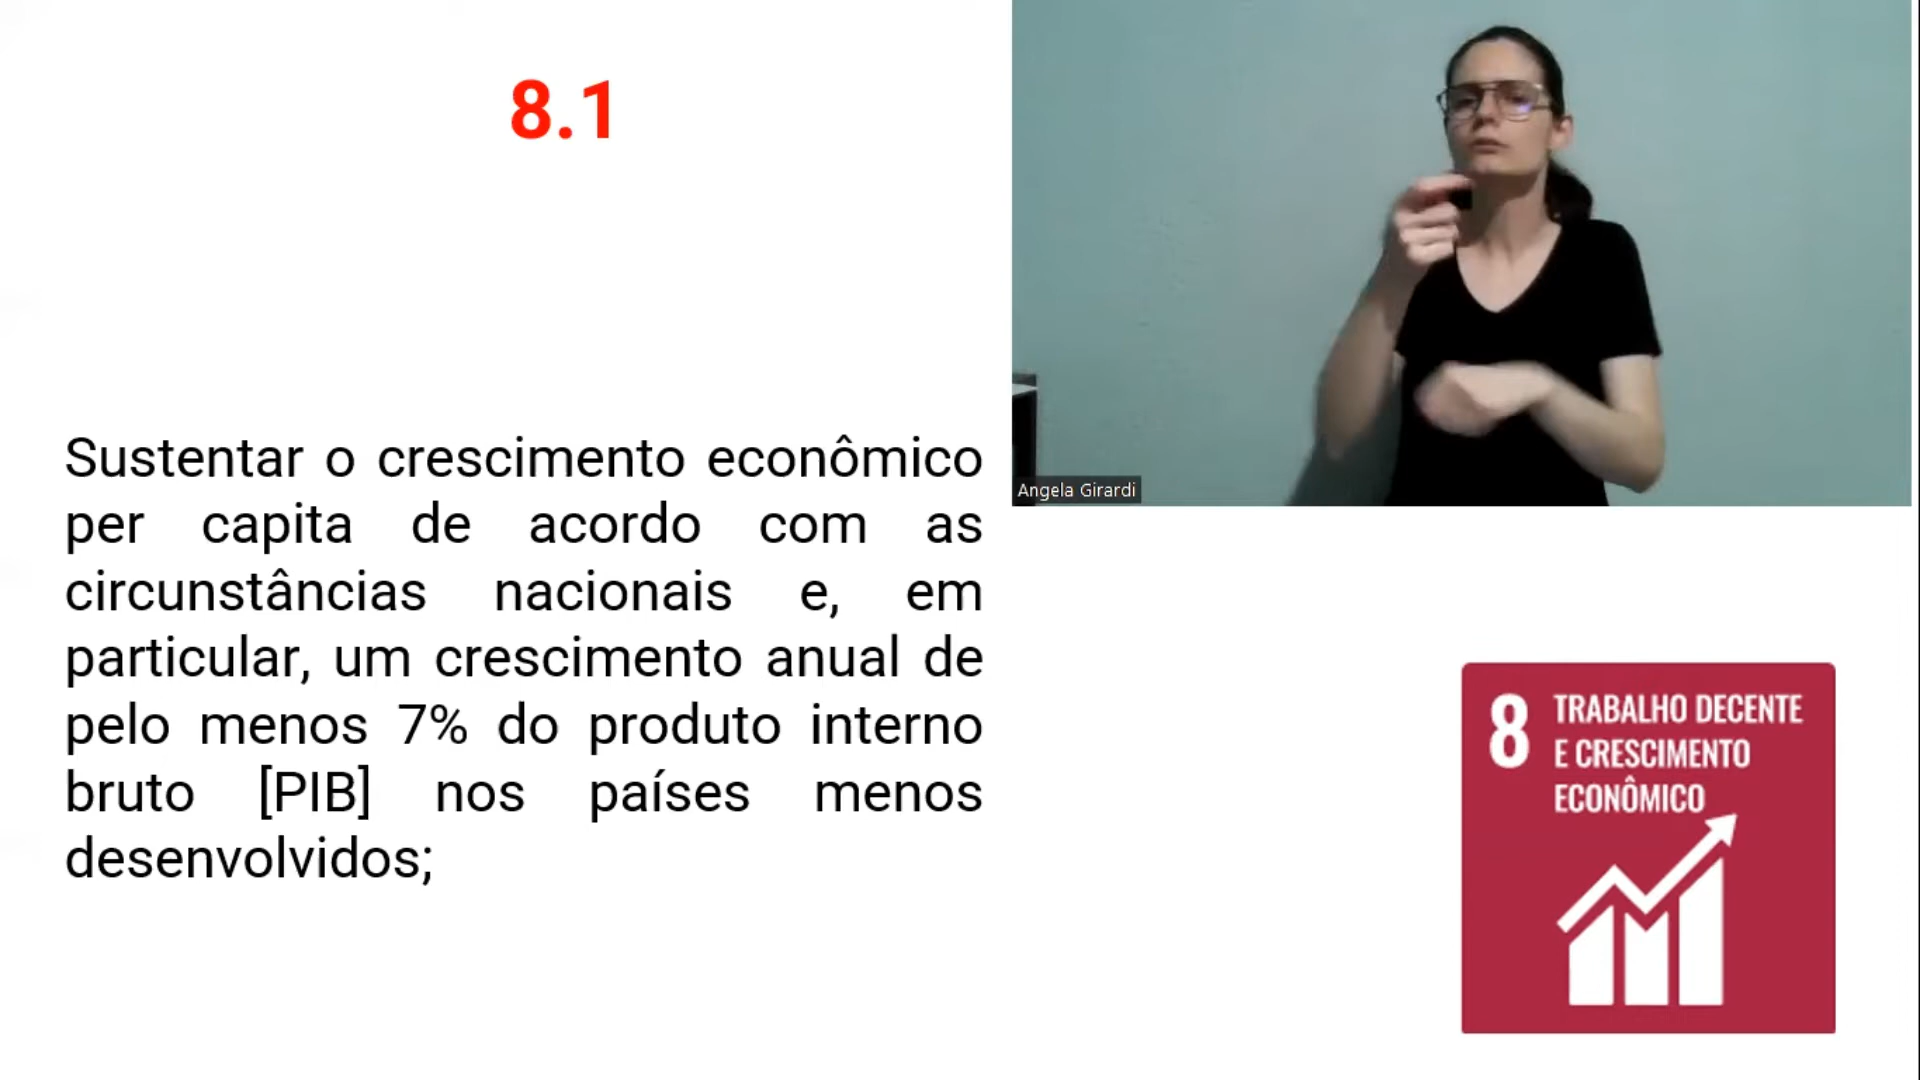 8.1
Sustentar o crescimento econômico
per capita de acordo com as
circunstâncias nacionais e, em
particular, um crescimento anual de
pelo menos 7% do produto interno
bruto [PIB] nos países menos
desenvolvidos;
Angela Girardi
8 TRABALHO DECENTE
E CRESCIMENTO
ECONÔMICO